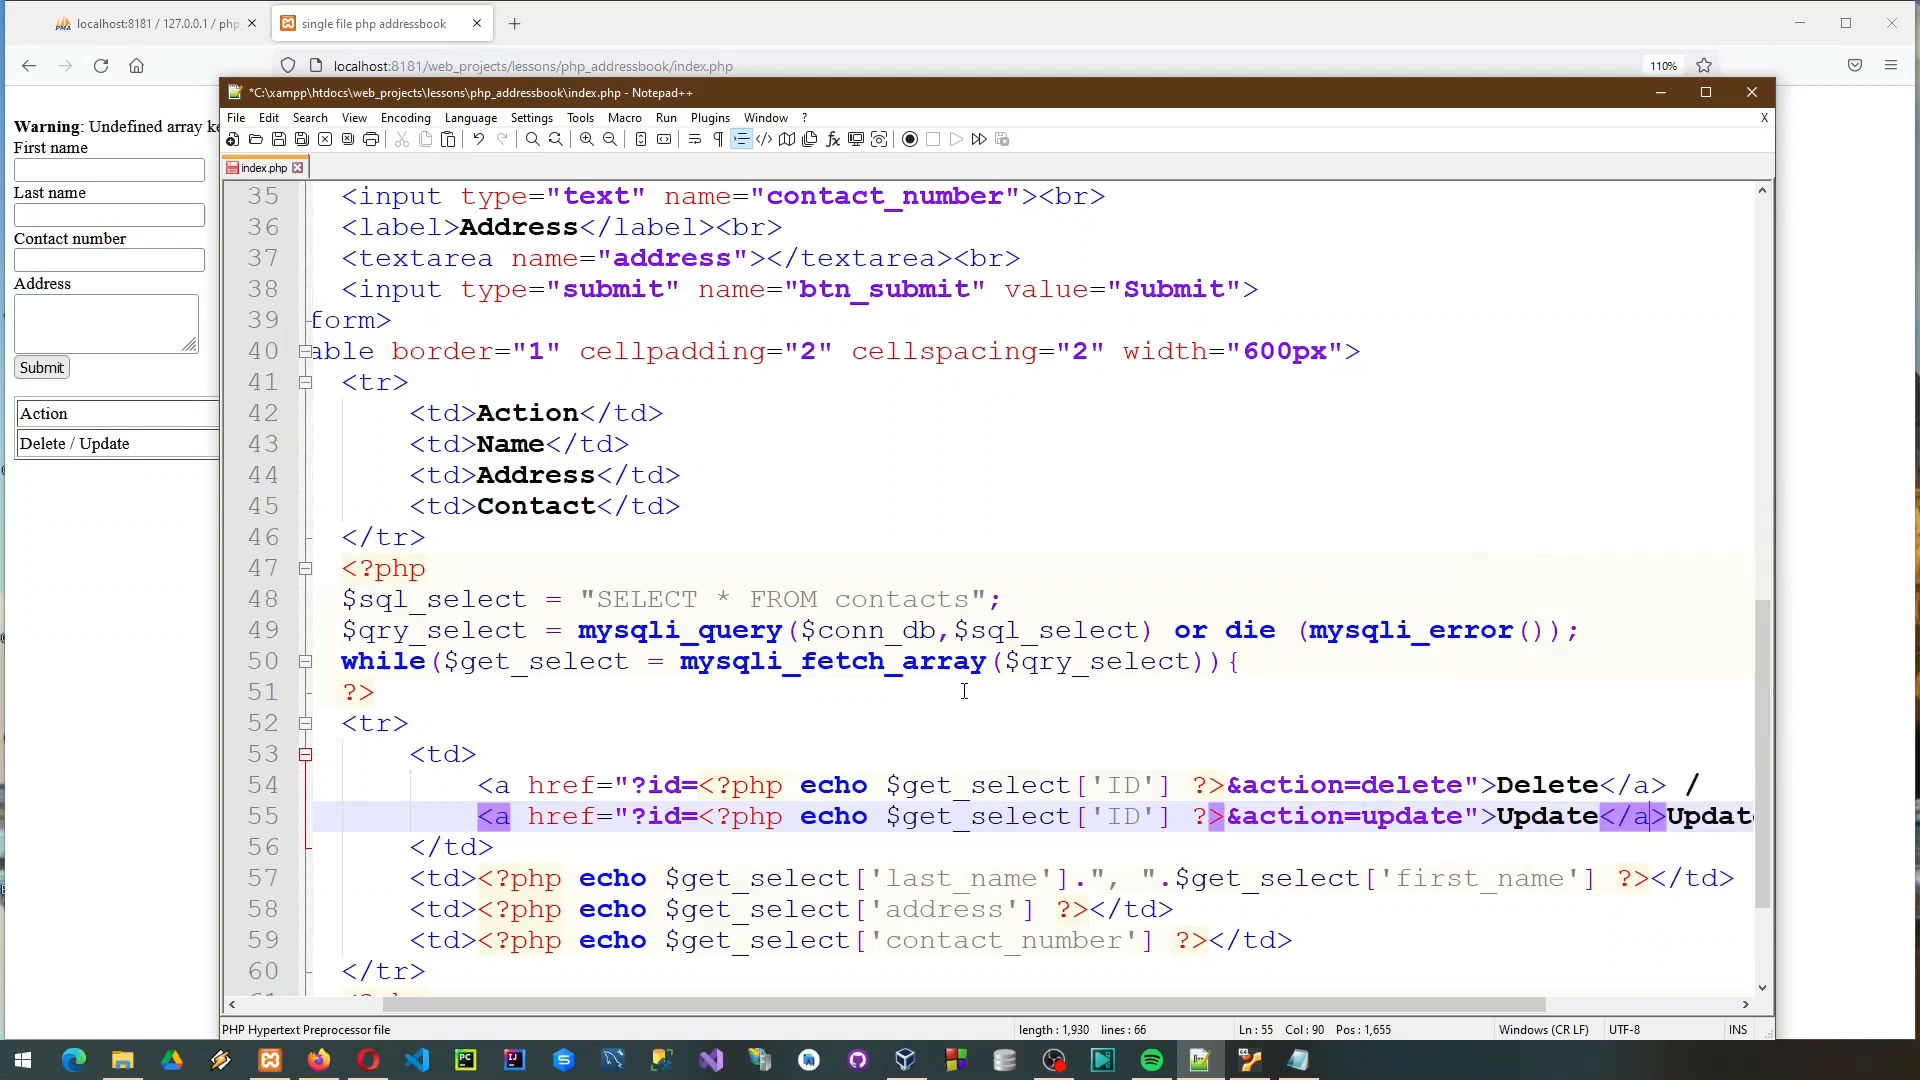 localhost:8181 / 127.0.0.1 / php_
single file php addressbook
localhost:8181/web_projects/lessons/php_addressbook/index.php
110%
*C:\xampp\htdocs\web_projects\lessons\php_addressbook\index.php - Notepad++
File Edit Search View Encoding Language Settings Tools Macro Run Plugins Window ?
X
index.php
Warning: Undefined array ke
First name
Last name
Contact number
Address
Submit
Action
Delete / Update
35 <input type="text" name="contact_number"><br>
36 <label>Address</label><br>
37 <textarea name="address"></textarea><br>
38 <input type="submit" name="btn_submit" value="Submit">
39 form>
40 able border="1" cellpadding="2" cellspacing="2" width="600px">
41 <tr>
42 <td>Action</td>
43 <td>Name</td>
44 <td>Address</td>
45 <td>Contact</td>
46 </tr>
47 <?php
48 $sql_select = "SELECT * FROM contacts";
49 $qry_select = mysqli_query($conn_db,$sql_select) or die (mysqli_error());
50 while($get_select = mysqli_fetch_array($qry_select)){
51 ?>
52 <tr>
53 <td>
54 <a href="?id=<?php echo $get_select['ID'] ?>&action=delete">Delete</a> /
55 <a href="?id=<?php echo $get_select['ID'] ?>&action=update">Update</a>Updat
56 </td>
57 <td><?php echo $get_select['last_name'].", ".$get_select['first_name'] ?></td>
58 <td><?php echo $get_select['address'] ?></td>
59 <td><?php echo $get_select['contact_number'] ?></td>
60 </tr>
PHP Hypertext Preprocessor file
length : 1,930 lines : 66
Ln : 55 Col : 90 Pos : 1,655
Windows (CR LF)
UTF-8
INS